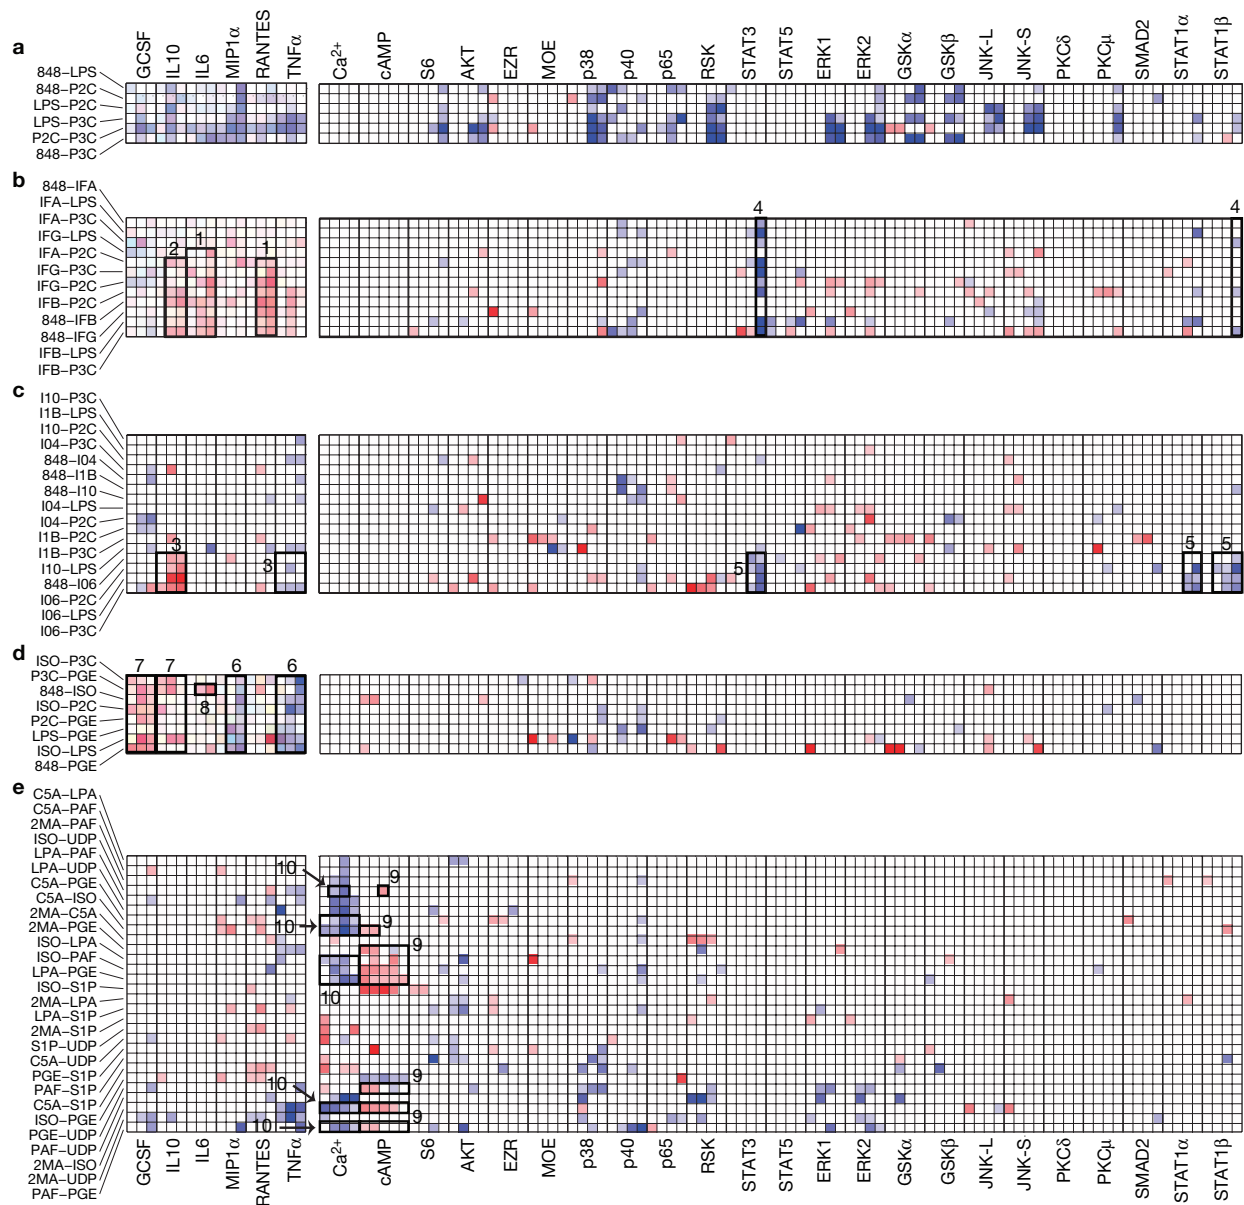 GCSF IL10 IL6 MIP1α RANTES TNFα Ca2+ cAMP S6 AKT EZR MOE p38 p40 p65 RSK STAT3 STAT5 ERK1 ERK2 GSKα GSKβ JNK-L JNK-S PKCδ PKCμ SMAD2 STAT1α STAT1β
a
848–LPS
848–P2C
LPS–P2C
LPS–P3C
P2C–P3C
848–P3C
b
848–IFA
IFA–LPS
IFA–P3C
IFG–LPS
IFA–P2C
IFG–P3C
IFG–P2C
IFB–P2C
848–IFB
848–IFG
IFB–LPS
IFB–P3C
2 1 1 4 4
c
I10–P3C
I1B–LPS
I10–P2C
I04–P3C
848–I04
848–I1B
848–I10
I04–LPS
I04–P2C
I1B–P2C
I1B–P3C
I10–LPS
848–I06
I06–P2C
I06–LPS
I06–P3C
3 3 5 5 5
d
ISO–P3C
P3C–PGE
848–ISO
ISO–P2C
P2C–PGE
LPS–PGE
ISO–LPS
848–PGE
7 7 8 6 6
e
C5A–LPA
C5A–PAF
2MA–PAF
ISO–UDP
LPA–PAF
LPA–UDP
C5A–PGE
C5A–ISO
2MA–C5A
2MA–PGE
ISO–LPA
ISO–PAF
LPA–PGE
ISO–S1P
2MA–LPA
LPA–S1P
2MA–S1P
S1P–UDP
C5A–UDP
PGE–S1P
PAF–S1P
C5A–S1P
ISO–PGE
PGE–UDP
PAF–UDP
2MA–ISO
2MA–UDP
PAF–PGE
10 9
10 9
9
10
9
10
9
10
GCSF IL10 IL6 MIP1α RANTES TNFα Ca2+ cAMP S6 AKT EZR MOE p38 p40 p65 RSK STAT3 STAT5 ERK1 ERK2 GSKα GSKβ JNK-L JNK-S PKCδ PKCμ SMAD2 STAT1α STAT1β